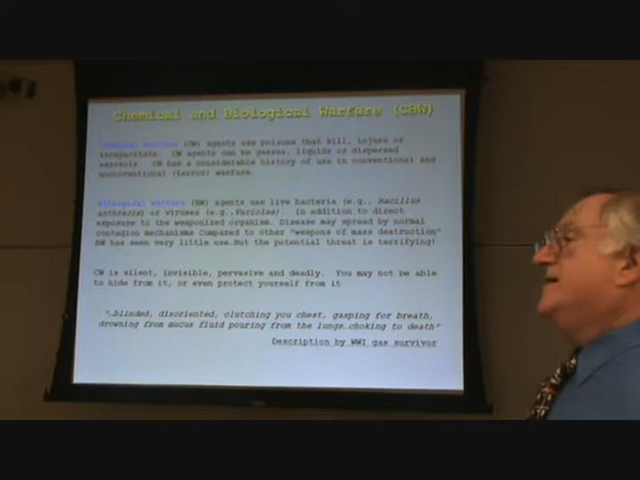 Chemical and Biological Warfare (CBW)
Chemical Warfare (CW) agents use poisons that kill, injure or
incapacitate. CW agents can be gasses, liquids or dispersed
aerosols. CW has a considerable history of use in conventional and
unconventional (terror) warfare.
Biological warfare (BW) agents use live bacteria (e.g., Bacillus
anthracis) or viruses (e.g.,Variolae). In addition to direct
exposure to the weaponized organism. Disease may spread by normal
contagion mechanisms Compared to other "weapons of mass destruction"
BW has seen very little use.But the potential threat is terrifying!
CW is silent, invisible, pervasive and deadly. You may not be able
to hide from it, or even protect yourself from it
"…blinded, disoriented, clutching you chest, gasping for breath,
drowning from mucus fluid pouring from the lungs…choking to death"
Description by WWI gas survivor